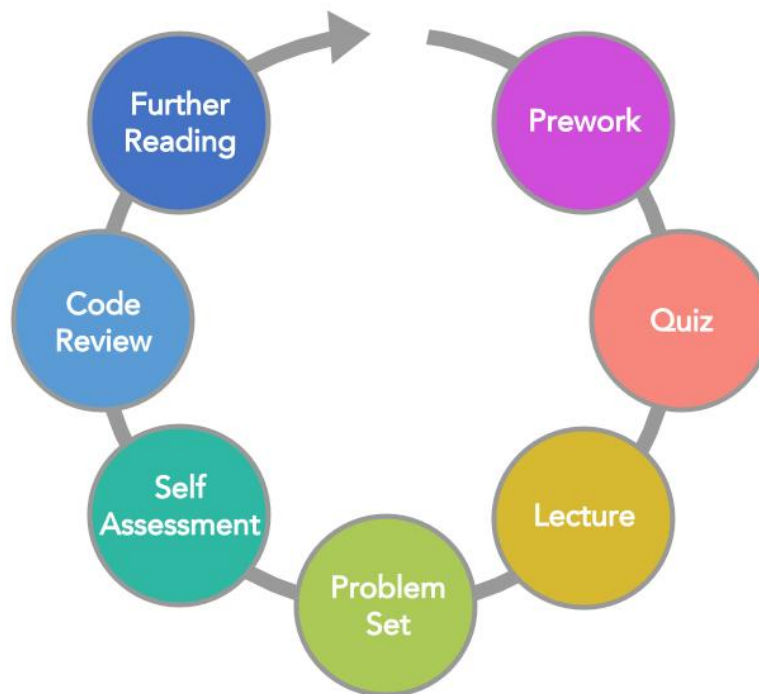 Prework
Quiz
Lecture
Problem
Set
Self
Assessment
Code
Review
Further
Reading